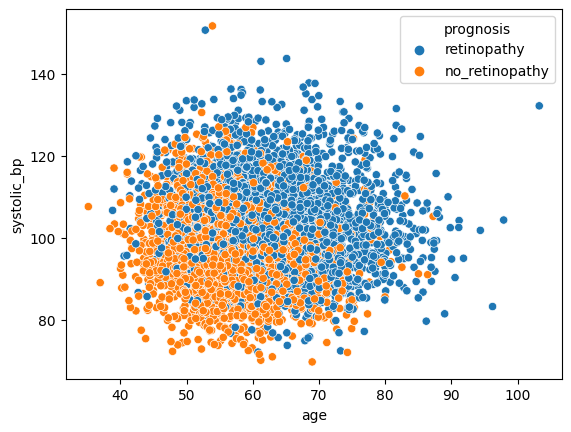 prognosis
retinopathy
no_retinopathy
140
120
100
80
systolic_bp
40 50 60 70 80 90 100
age